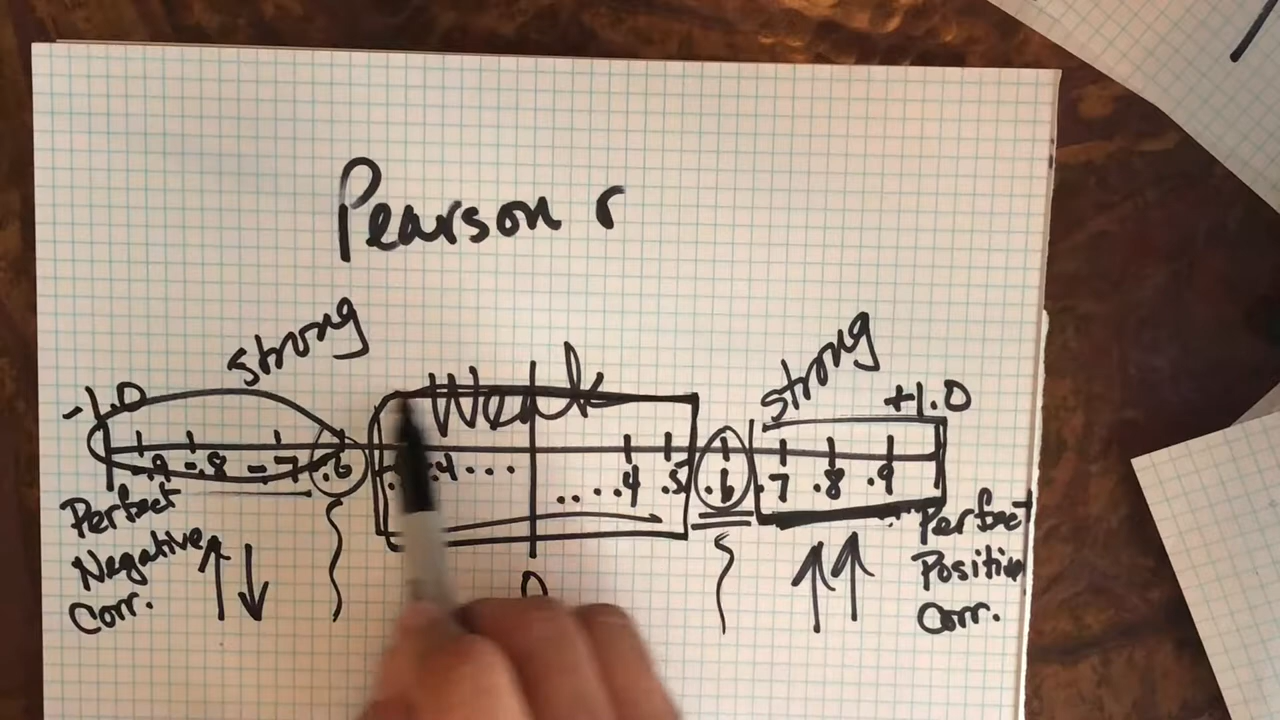 Pearson r
strong
Weak
strong
-1.0
+1.0
-.9 -.8 -.7 -.6 .4... ....4 .5 .6 .7 .8 .9
0
Perfect
Negative
Corr.
Perfect
Positive
Corr.